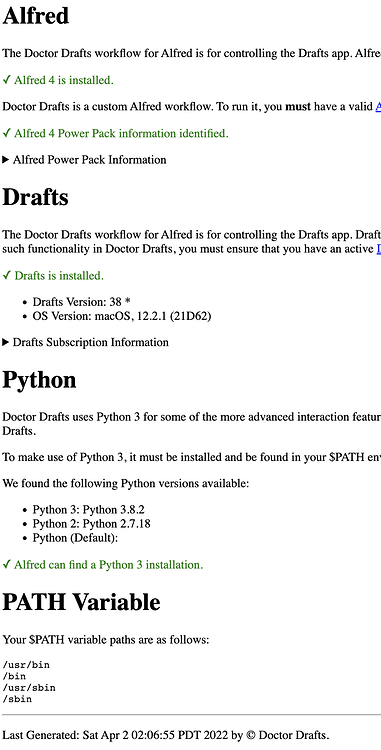 Alfred
The Doctor Drafts workflow for Alfred is for controlling the Drafts app. Alfre
✓ Alfred 4 is installed.
Doctor Drafts is a custom Alfred workflow. To run it, you must have a valid A
✓ Alfred 4 Power Pack information identified.
▶ Alfred Power Pack Information
Drafts
The Doctor Drafts workflow for Alfred is for controlling the Drafts app. Draft
such functionality in Doctor Drafts, you must ensure that you have an active D
✓ Drafts is installed.
• Drafts Version: 38 *
• OS Version: macOS, 12.2.1 (21D62)
▶ Drafts Subscription Information
Python
Doctor Drafts uses Python 3 for some of the more advanced interaction featur
Drafts.
To make use of Python 3, it must be installed and be found in your $PATH env
We found the following Python versions available:
• Python 3: Python 3.8.2
• Python 2: Python 2.7.18
• Python (Default):
✓ Alfred can find a Python 3 installation.
PATH Variable
Your $PATH variable paths are as follows:
/usr/bin
/bin
/usr/sbin
/sbin
Last Generated: Sat Apr 2 02:06:55 PDT 2022 by © Doctor Drafts.